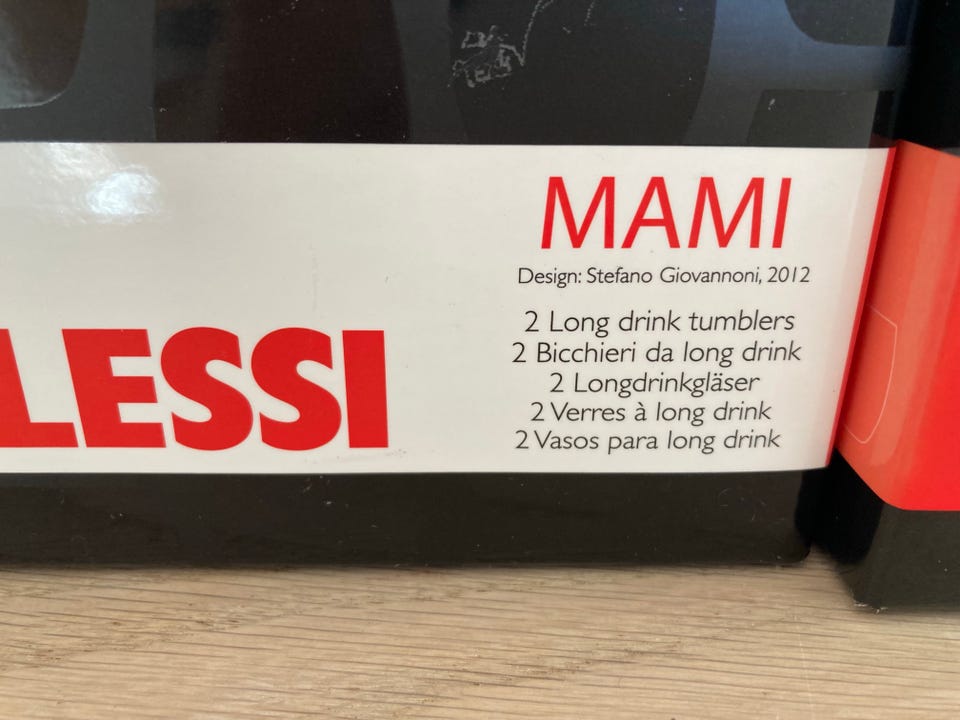 MAMI
Design: Stefano Giovannoni, 2012
2 Long drink tumblers
2 Bicchieri da long drink
2 Longdrinkgläser
2 Verres à long drink
2 Vasos para long drink
LESSI